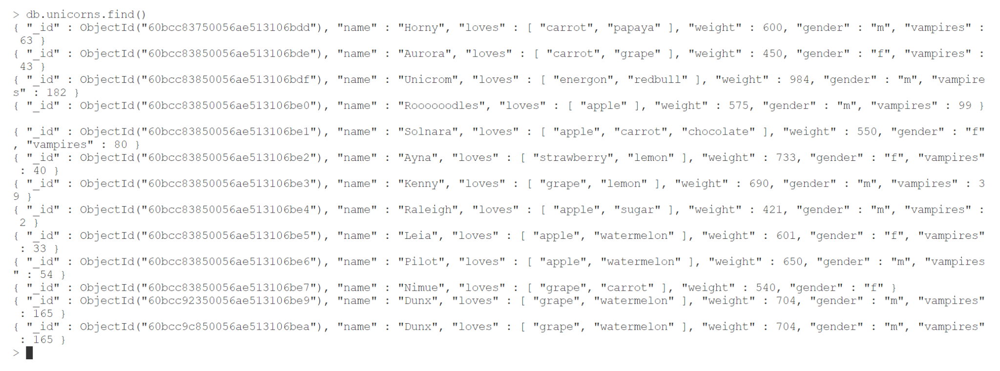 > db.unicorns.find()
{ "_id" : ObjectId("60bcc83750056ae513106bdd"), "name" : "Horny", "loves" : [ "carrot", "papaya" ], "weight" : 600, "gender" : "m", "vampires" :
 63 }
{ "_id" : ObjectId("60bcc83850056ae513106bde"), "name" : "Aurora", "loves" : [ "carrot", "grape" ], "weight" : 450, "gender" : "f", "vampires" :
 43 }
{ "_id" : ObjectId("60bcc83850056ae513106bdf"), "name" : "Unicrom", "loves" : [ "energon", "redbull" ], "weight" : 984, "gender" : "m", "vampire
s" : 182 }
{ "_id" : ObjectId("60bcc83850056ae513106be0"), "name" : "Roooooodles", "loves" : [ "apple" ], "weight" : 575, "gender" : "m", "vampires" : 99 }
{ "_id" : ObjectId("60bcc83850056ae513106be1"), "name" : "Solnara", "loves" : [ "apple", "carrot", "chocolate" ], "weight" : 550, "gender" : "f"
, "vampires" : 80 }
{ "_id" : ObjectId("60bcc83850056ae513106be2"), "name" : "Ayna", "loves" : [ "strawberry", "lemon" ], "weight" : 733, "gender" : "f", "vampires"
 : 40 }
{ "_id" : ObjectId("60bcc83850056ae513106be3"), "name" : "Kenny", "loves" : [ "grape", "lemon" ], "weight" : 690, "gender" : "m", "vampires" : 3
9 }
{ "_id" : ObjectId("60bcc83850056ae513106be4"), "name" : "Raleigh", "loves" : [ "apple", "sugar" ], "weight" : 421, "gender" : "m", "vampires" :
 2 }
{ "_id" : ObjectId("60bcc83850056ae513106be5"), "name" : "Leia", "loves" : [ "apple", "watermelon" ], "weight" : 601, "gender" : "f", "vampires"
 : 33 }
{ "_id" : ObjectId("60bcc83850056ae513106be6"), "name" : "Pilot", "loves" : [ "apple", "watermelon" ], "weight" : 650, "gender" : "m", "vampires
" : 54 }
{ "_id" : ObjectId("60bcc83850056ae513106be7"), "name" : "Nimue", "loves" : [ "grape", "carrot" ], "weight" : 540, "gender" : "f" }
{ "_id" : ObjectId("60bcc92350056ae513106be9"), "name" : "Dunx", "loves" : [ "grape", "watermelon" ], "weight" : 704, "gender" : "m", "vampires"
 : 165 }
{ "_id" : ObjectId("60bcc9c850056ae513106bea"), "name" : "Dunx", "loves" : [ "grape", "watermelon" ], "weight" : 704, "gender" : "m", "vampires"
 : 165 }
>